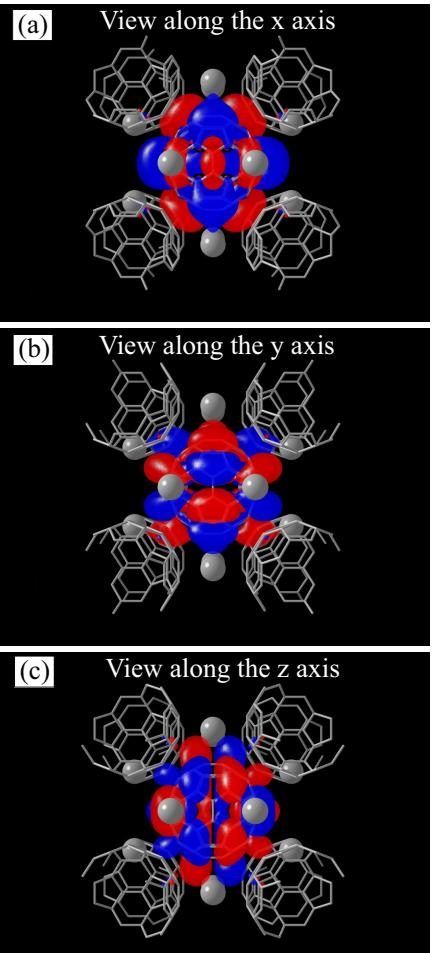 (a) View along the x axis
(b) View along the y axis
(c) View along the z axis